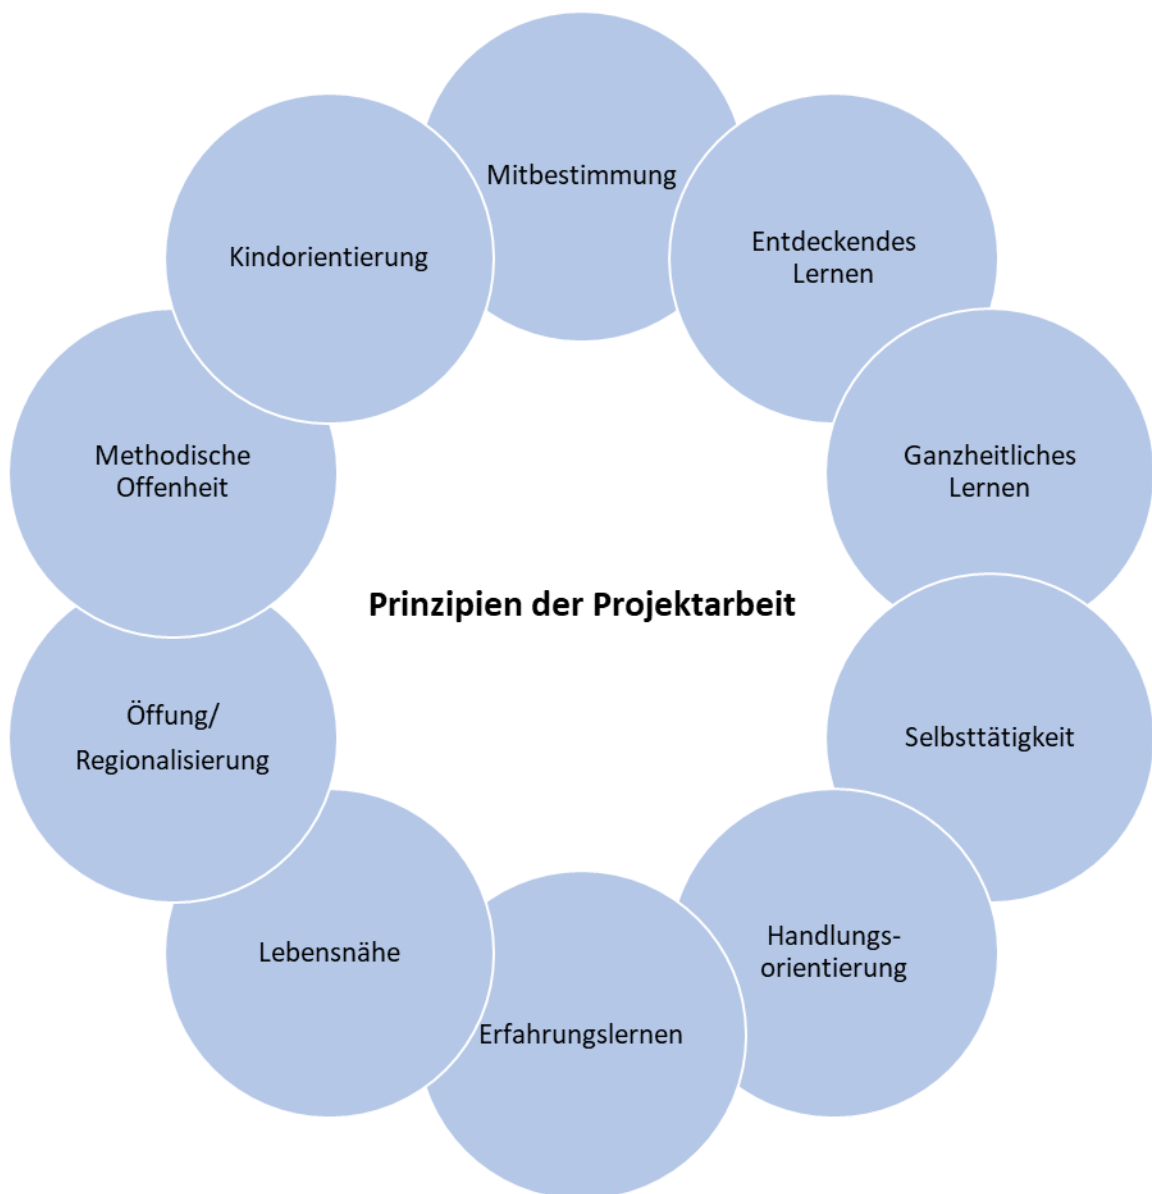 Mitbestimmung
Entdeckendes
Lernen
Ganzheitliches
Lernen
Selbsttätigkeit
Handlungs-
orientierung
Erfahrungslernen
Lebensnähe
Öffung/
Regionalisierung
Methodische
Offenheit
Kindorientierung
Prinzipien der Projektarbeit